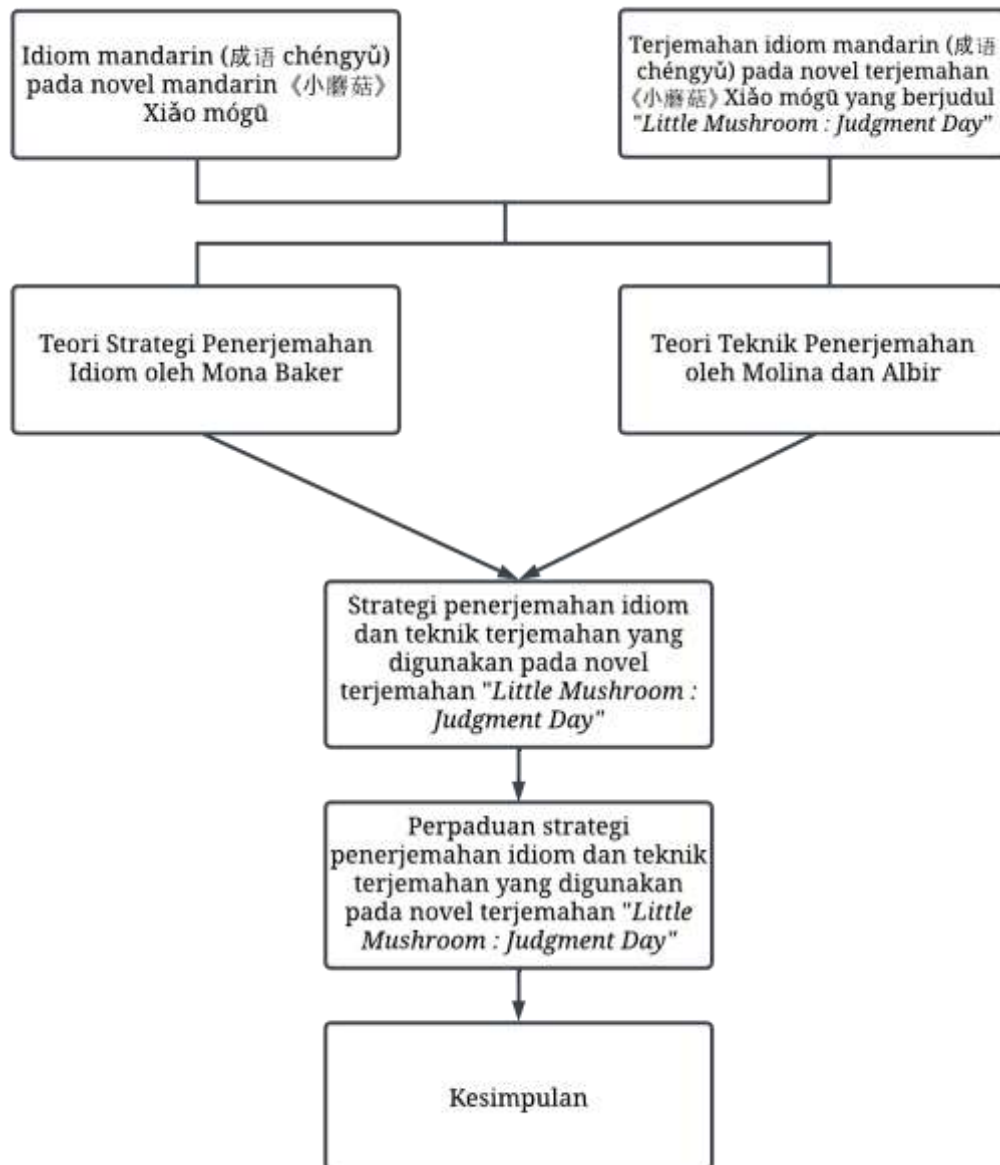 Idiom mandarin (成语 chéngyǔ)
pada novel mandarin 《小磨菇》
Xiǎo mógū
Terjemahan idiom mandarin (成语
chéngyǔ) pada novel terjemahan
《小磨菇》 Xiǎo mógū yang berjudul
"Little Mushroom : Judgment Day"
Teori Strategi Penerjemahan
Idiom oleh Mona Baker
Teori Teknik Penerjemahan
oleh Molina dan Albir
Strategi penerjemahan idiom
dan teknik terjemahan yang
digunakan pada novel
terjemahan "Little Mushroom :
Judgment Day"
Perpaduan strategi
penerjemahan idiom dan teknik
terjemahan yang digunakan
pada novel terjemahan "Little
Mushroom : Judgment Day"
Kesimpulan